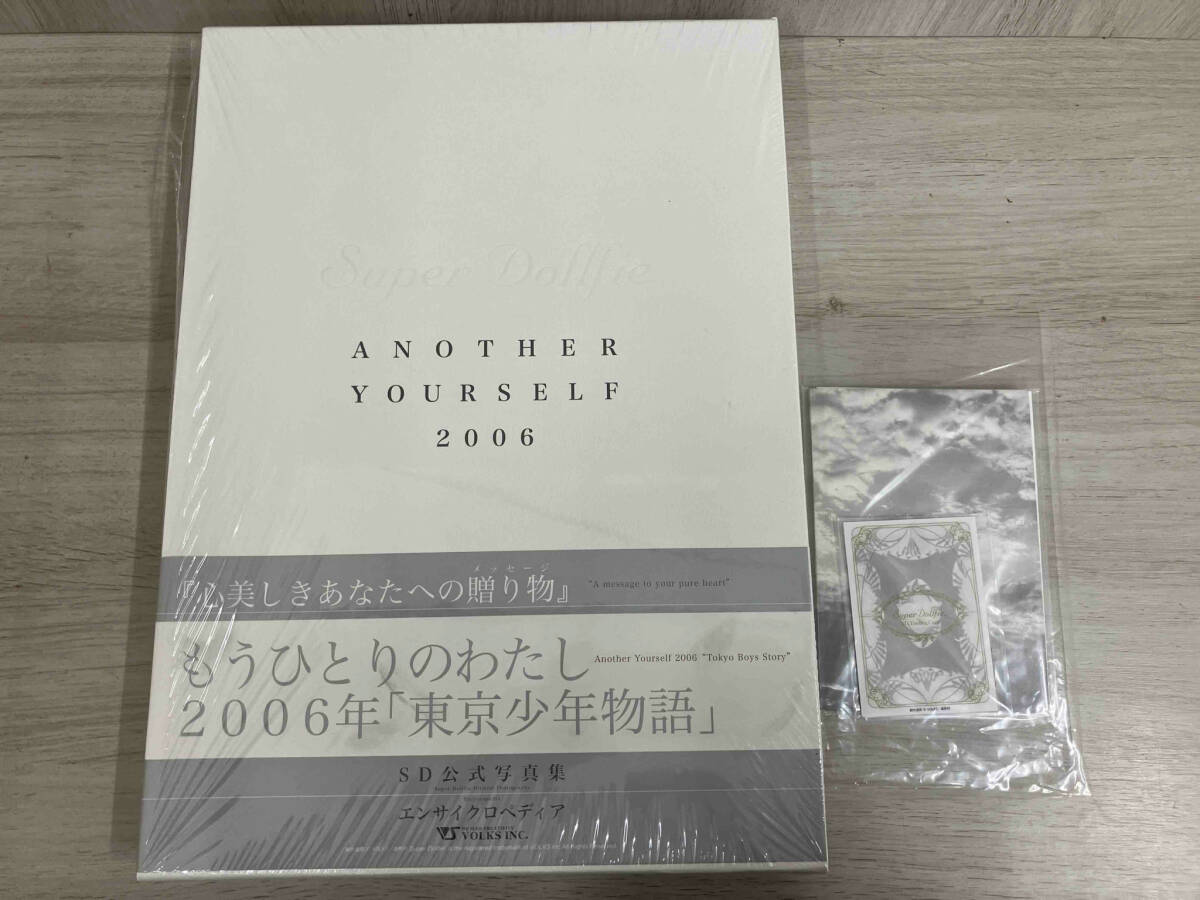 Super Dollfie
ANOTHER
YOURSELF
2006
メッセージ
『心美しきあなたへの贈り物』
"A message to your pure heart"
もうひとりのわたし
Another Yourself 2006 "Tokyo Boys Story"
2006年「東京少年物語」
SD公式写真集
エンサイクロペディア
VS VOLKS INC.
Super Dollfie